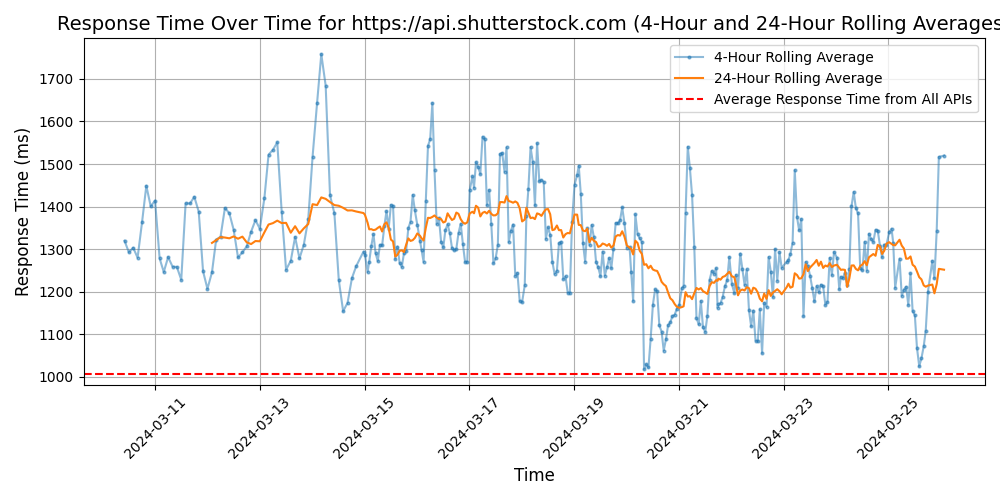 Response Time Over Time for https://api.shutterstock.com (4-Hour and 24-Hour Rolling Averages
4-Hour Rolling Average
24-Hour Rolling Average
Average Response Time from All APIs
Response Time (ms)
1700
1600
1500
1400
1300
1200
1100
1000
2024-03-11
2024-03-13
2024-03-15
2024-03-17
2024-03-19
2024-03-21
2024-03-23
2024-03-25
Time